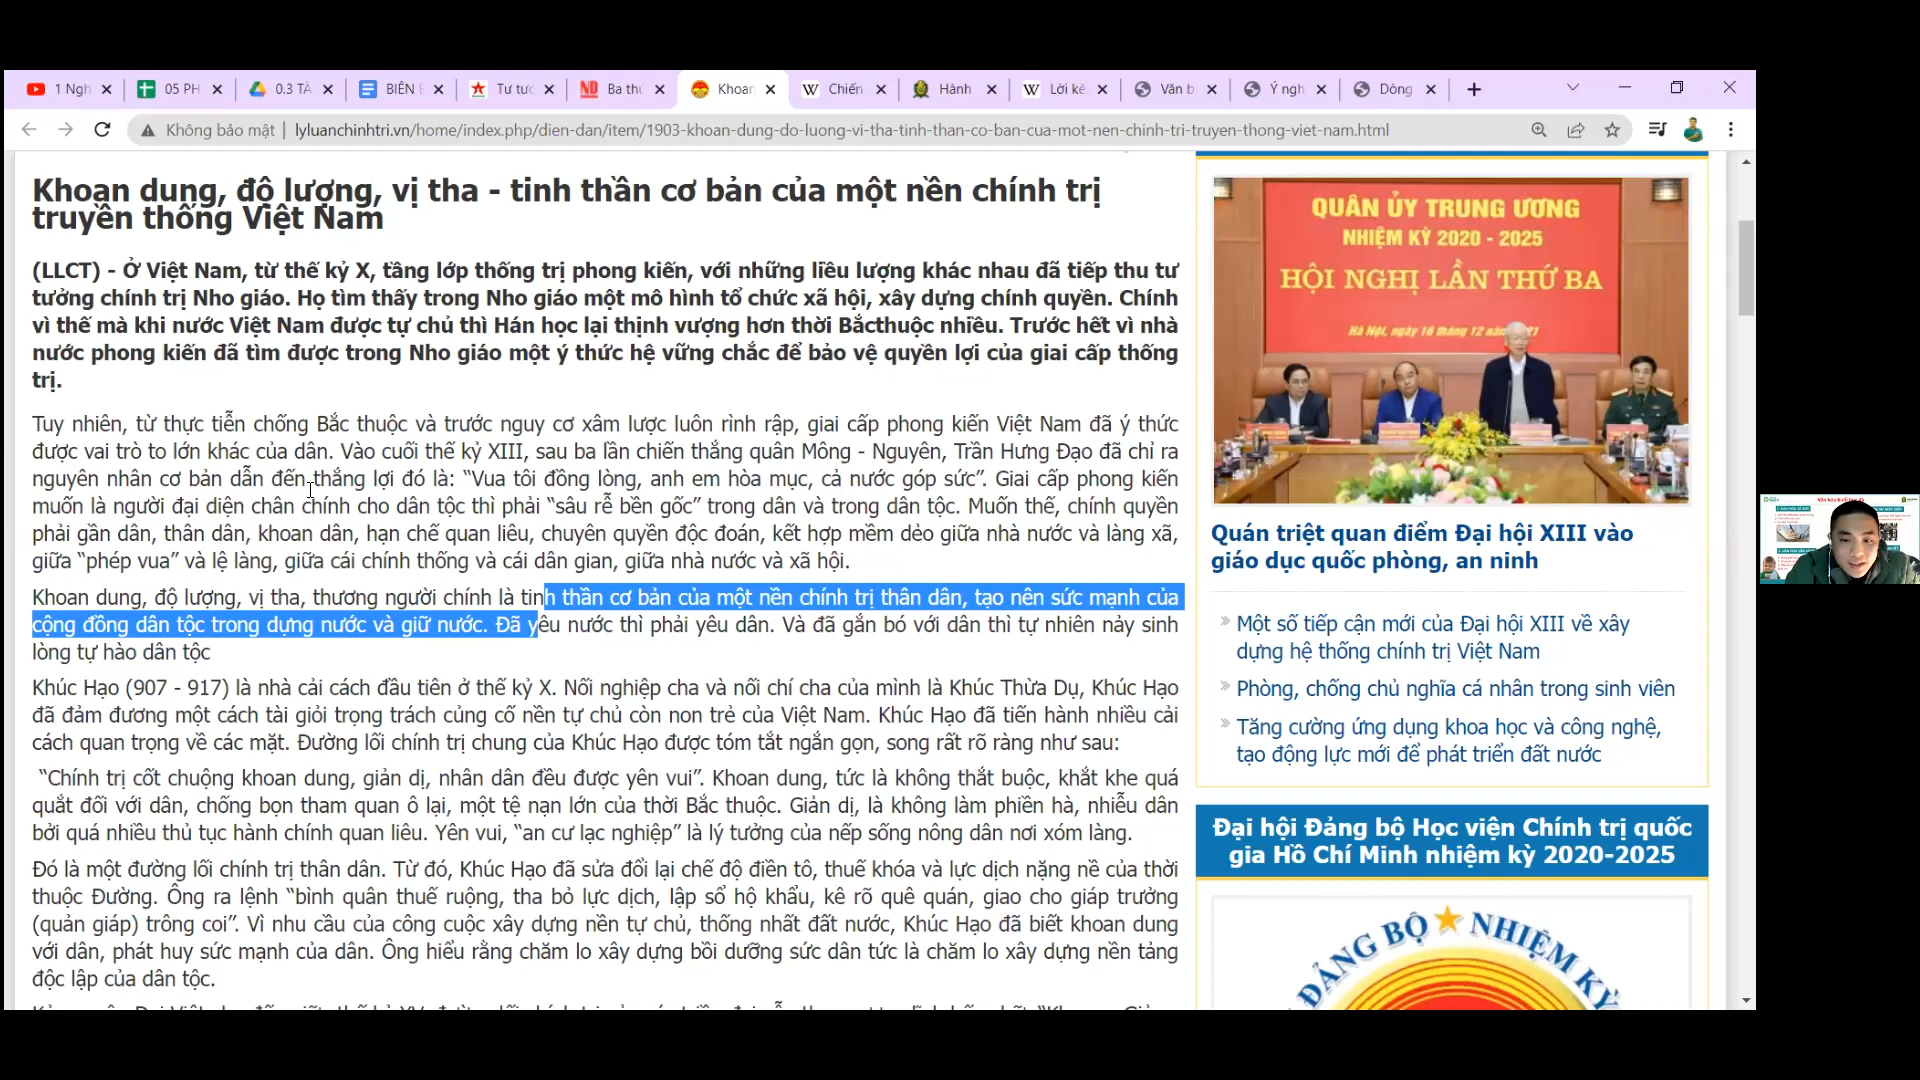 1 Ngh
05 PH
0.3 TÀ
BIÊN E
Tư tư
Ba thu
Khoan
Chiến
Hành
Lời kê
Văn b
Ý ngh
Dòng
Không bảo mật
lyluanchinhtri.vn/home/index.php/dien-dan/item/1903-khoan-dung-do-luong-vi-tha-tinh-than-co-ban-cua-mot-nen-chinh-tri-truyen-thong-viet-nam.html
Khoan dung, độ lượng, vị tha - tinh thần cơ bản của một nền chính trị
truyền thống Việt Nam
(LLCT) - Ở Việt Nam, từ thế kỷ X, tầng lớp thống trị phong kiến, với những liều lượng khác nhau đã tiếp thu tư
tưởng chính trị Nho giáo. Họ tìm thấy trong Nho giáo một mô hình tổ chức xã hội, xây dựng chính quyền. Chính
vì thế mà khi nước Việt Nam được tự chủ thì Hán học lại thịnh vượng hơn thời Bắcthuộc nhiều. Trước hết vì nhà
nước phong kiến đã tìm được trong Nho giáo một ý thức hệ vững chắc để bảo vệ quyền lợi của giai cấp thống
trị.
Tuy nhiên, từ thực tiễn chống Bắc thuộc và trước nguy cơ xâm lược luôn rình rập, giai cấp phong kiến Việt Nam đã ý thức
được vai trò to lớn khác của dân. Vào cuối thế kỷ XIII, sau ba lần chiến thắng quân Mông - Nguyên, Trần Hưng Đạo đã chỉ ra
nguyên nhân cơ bản dẫn đến thắng lợi đó là: “Vua tôi đồng lòng, anh em hòa mục, cả nước góp sức”. Giai cấp phong kiến
muốn là người đại diện chân chính cho dân tộc thì phải “sâu rễ bền gốc” trong dân và trong dân tộc. Muốn thế, chính quyền
phải gần dân, thân dân, khoan dân, hạn chế quan liêu, chuyên quyền độc đoán, kết hợp mềm dẻo giữa nhà nước và làng xã,
giữa “phép vua” và lệ làng, giữa cái chính thống và cái dân gian, giữa nhà nước và xã hội.
Khoan dung, độ lượng, vị tha, thương người chính là tinh thần cơ bản của một nền chính trị thân dân, tạo nên sức mạnh của
cộng đồng dân tộc trong dựng nước và giữ nước. Đã yêu nước thì phải yêu dân. Và đã gắn bó với dân thì tự nhiên nảy sinh
lòng tự hào dân tộc
Khúc Hạo (907 - 917) là nhà cải cách đầu tiên ở thế kỷ X. Nối nghiệp cha và nối chí cha của mình là Khúc Thừa Dụ, Khúc Hạo
đã đảm đương một cách tài giỏi trọng trách củng cố nền tự chủ còn non trẻ của Việt Nam. Khúc Hạo đã tiến hành nhiều cải
cách quan trọng về các mặt. Đường lối chính trị chung của Khúc Hạo được tóm tắt ngắn gọn, song rất rõ ràng như sau:
“Chính trị cốt chuộng khoan dung, giản dị, nhân dân đều được yên vui”. Khoan dung, tức là không thắt buộc, khắt khe quá
quắt đối với dân, chống bọn tham quan ô lại, một tệ nạn lớn của thời Bắc thuộc. Giản dị, là không làm phiền hà, nhiễu dân
bởi quá nhiều thủ tục hành chính quan liêu. Yên vui, “an cư lạc nghiệp” là lý tưởng của nếp sống nông dân nơi xóm làng.
Đó là một đường lối chính trị thân dân. Từ đó, Khúc Hạo đã sửa đổi lại chế độ điền tô, thuế khóa và lực dịch nặng nề của thời
thuộc Đường. Ông ra lệnh “bình quân thuế ruộng, tha bỏ lực dịch, lập sổ hộ khẩu, kê rõ quê quán, giao cho giáp trưởng
(quản giáp) trông coi”. Vì nhu cầu của công cuộc xây dựng nền tự chủ, thống nhất đất nước, Khúc Hạo đã biết khoan dung
với dân, phát huy sức mạnh của dân. Ông hiểu rằng chăm lo xây dựng bồi dưỡng sức dân tức là chăm lo xây dựng nền tảng
độc lập của dân tộc.
QUÂN ỦY TRUNG ƯƠNG
NHIỆM KỲ 2020 - 2025
HỘI NGHỊ LẦN THỨ BA
Hà Nội, ngày 16 tháng 12
Quán triệt quan điểm Đại hội XIII vào
giáo dục quốc phòng, an ninh
Một số tiếp cận mới của Đại hội XIII về xây
dựng hệ thống chính trị Việt Nam
Phòng, chống chủ nghĩa cá nhân trong sinh viên
Tăng cường ứng dụng khoa học và công nghệ,
tạo động lực mới để phát triển đất nước
Đại hội Đảng bộ Học viện Chính trị quốc
gia Hồ Chí Minh nhiệm kỳ 2020-2025
ĐẢNG BỘ NHIỆM KỲ